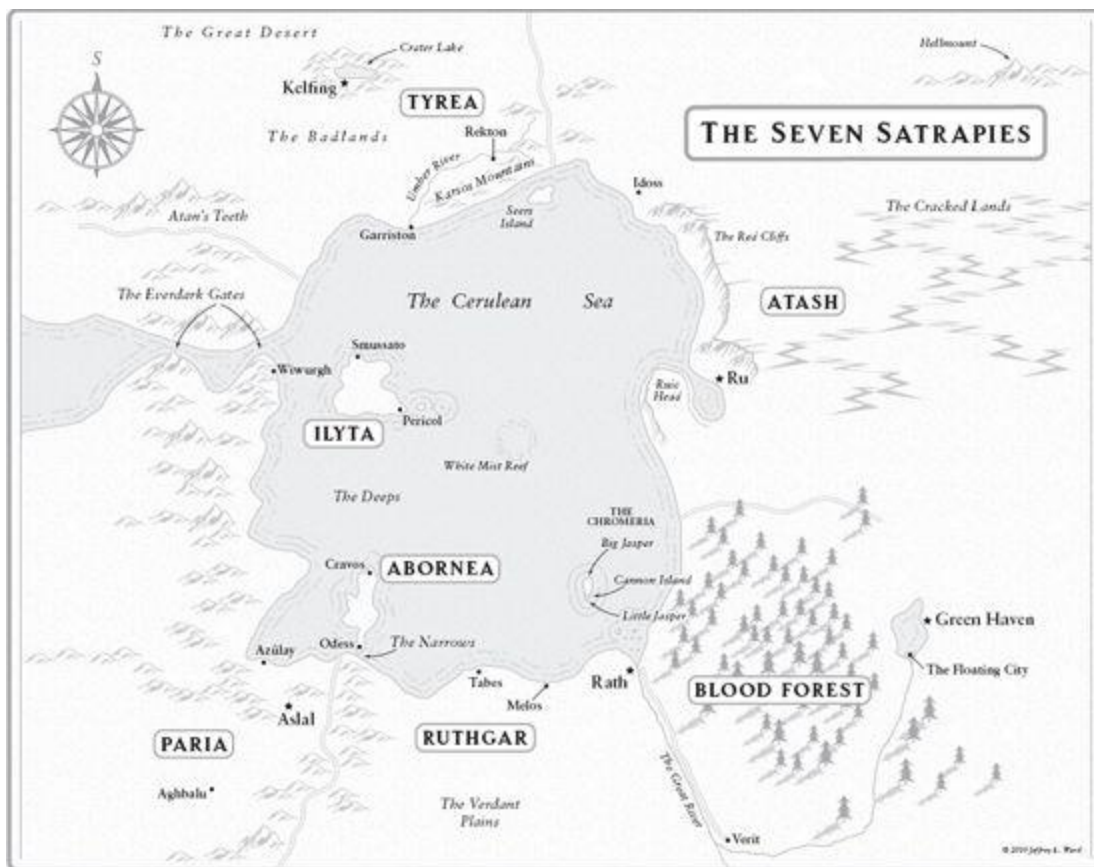 The Great Desert
Crater Lake
Hellmount
S
Kelfing
TYREA
The Badlands
Rekton
THE SEVEN SATRAPIES
Umber River
Karsos Mountains
Idoss
Atan's Teeth
Seers
Island
The Cracked Lands
Garriston
The Red Cliffs
The Everdark Gates
The Cerulean Sea
ATASH
Smussato
Wiwurgh
Ru
Ruic
Head
Pericol
ILYTA
White Mist Reef
The Deeps
THE
CHROMERIA
Big Jasper
Cravos
ABORNEA
Cannon Island
Little Jasper
Green Haven
Odess
The Narrows
Azûlay
The Floating City
Tabes
Rath
BLOOD FOREST
Melos
Aslal
PARIA
RUTHGAR
The Great River
Aghbalu
The Verdant
Plains
Verit
Jeffrey L. Ward